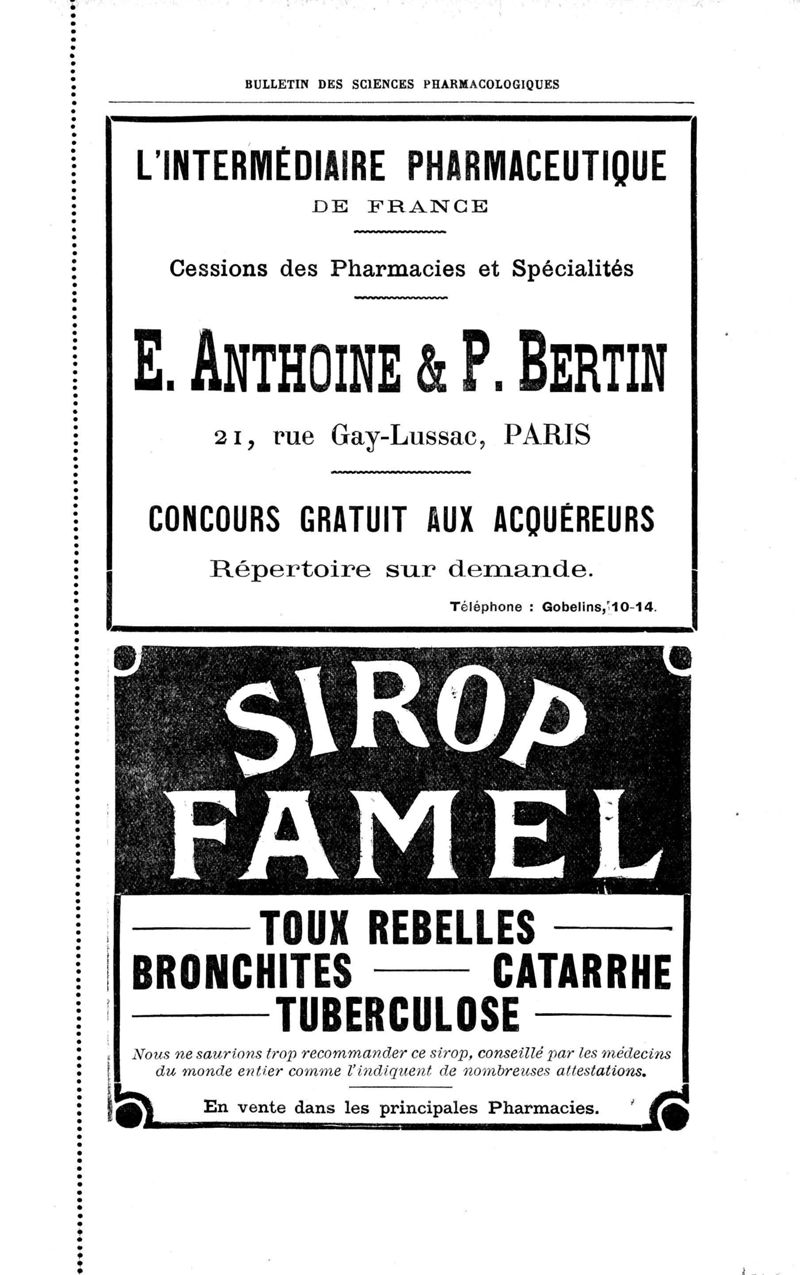 BULLETIN DES SCIENCES PHARMACOLOGIQUES
L'INTERMÉDIAIRE PHARMACEUTIQUE
DE FRANCE
Cessions des Pharmacies et Spécialités
E. ANTHOINE & P. BERTIN
21, rue Gay-Lussac, PARIS
CONCOURS GRATUIT AUX ACQUÉREURS
Répertoire sur demande.
Téléphone : Gobelins, 10-14.
SIROP
FAMEL
TOUX REBELLES
BRONCHITES — CATARRHE
TUBERCULOSE
Nous ne saurions trop recommander ce sirop, conseillé par les médecins
du monde entier comme l'indiquent de nombreuses attestations.
En vente dans les principales Pharmacies.